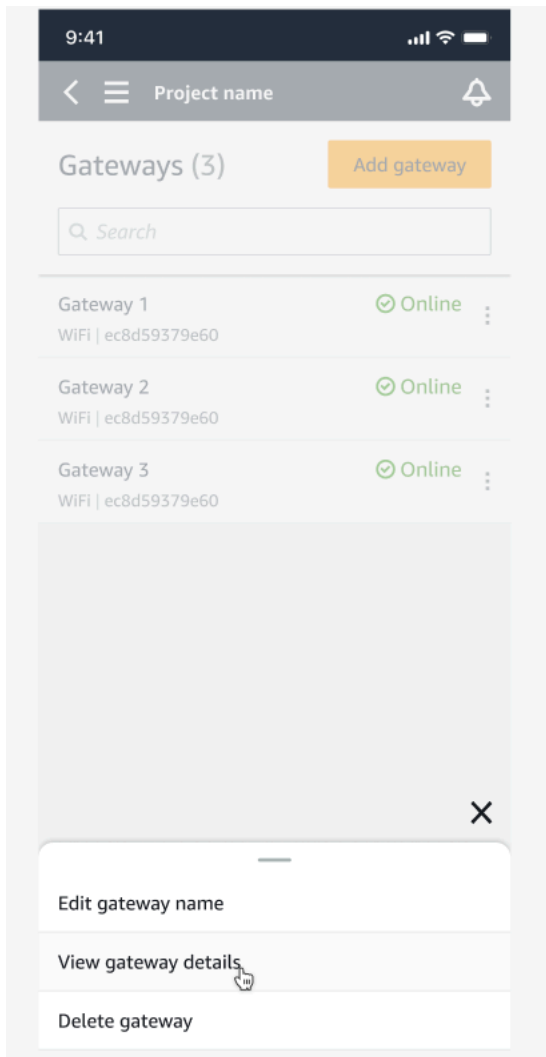 9:41
Project name
Gateways (3)
Add gateway
Search
Gateway 1
Online
WiFi | ec8d59379e60
Gateway 2
Online
WiFi | ec8d59379e60
Gateway 3
Online
WiFi | ec8d59379e60
Edit gateway name
View gateway details
Delete gateway